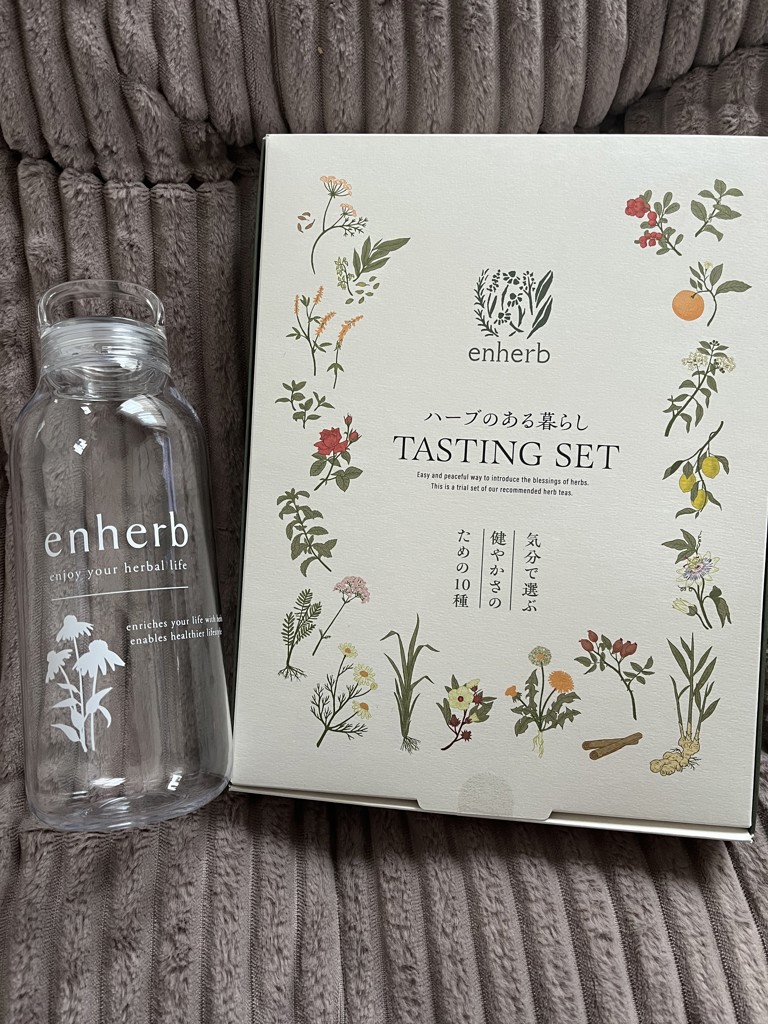 enherb
enjoy your herbal life
enriches your life with
enables healthier
enherb
ハーブのある暮らし
TASTING SET
Easy and peaceful way to introduce the blessings of herbs.
This is a trial set of our recommended herb teas.
気分で選ぶ
健やかさの
ための10種